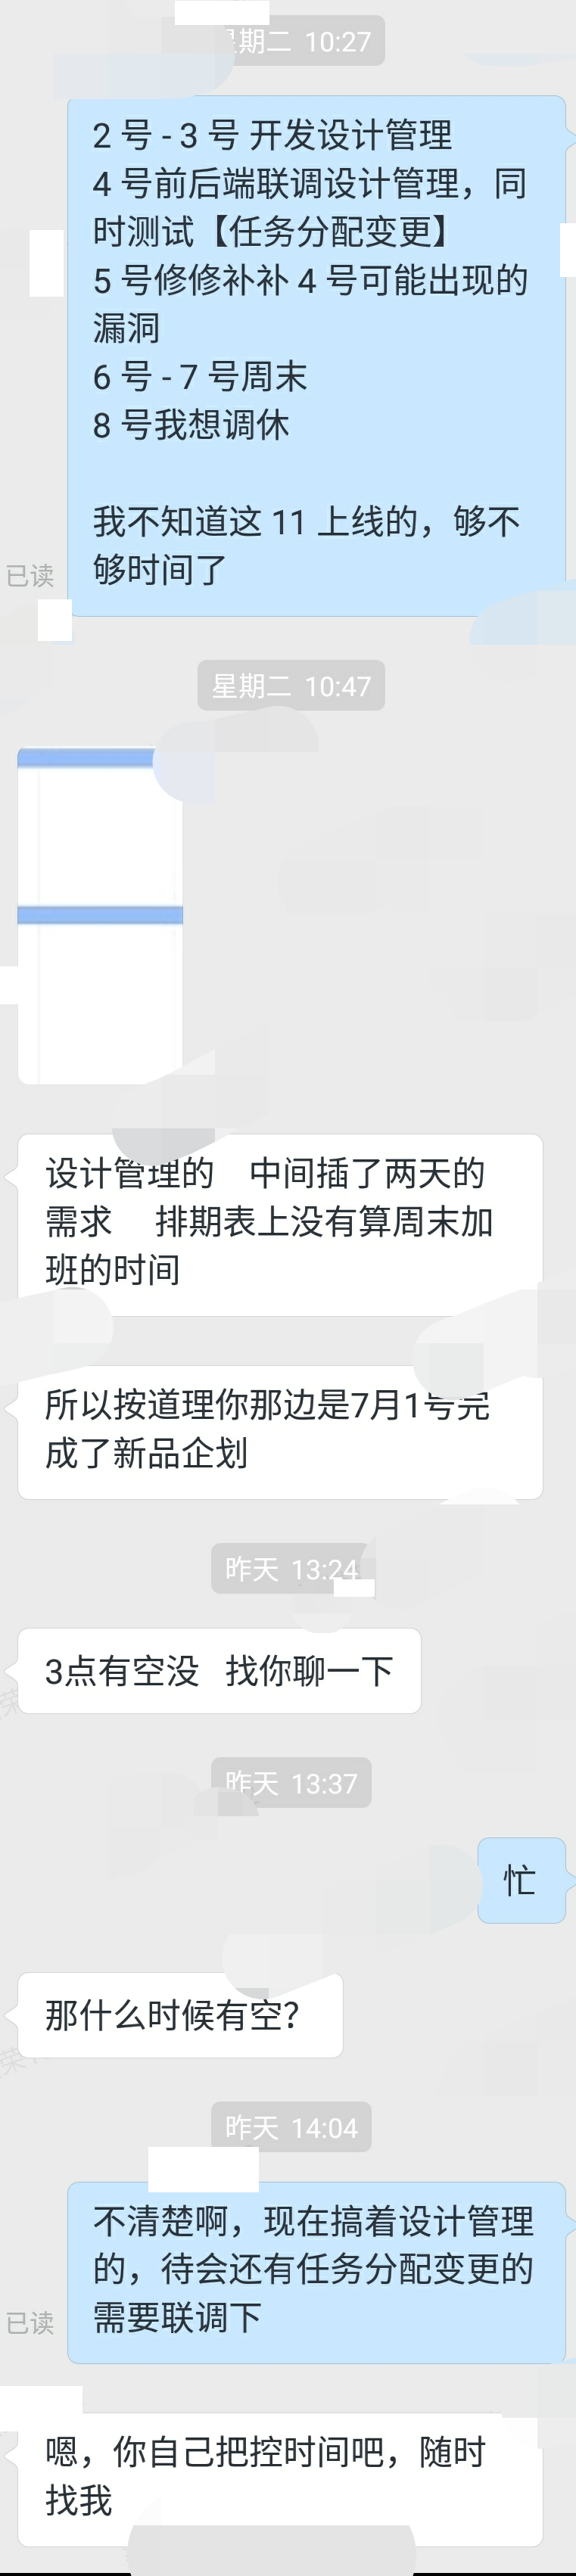 星期二 10:27
2 号 - 3 号 开发设计管理
4 号前后端联调设计管理，同
时测试【任务分配变更】
5 号修修补补 4 号可能出现的
漏洞
6 号 - 7 号周末
8 号我想调休
我不知道这 11 上线的，够不
够时间了
已读
星期二 10:47
设计管理的 中间插了两天的
需求 排期表上没有算周末加
班的时间
所以按道理你那边是7月1号完
成了新品企划
昨天 13:24
3点有空没 找你聊一下
昨天 13:37
忙
那什么时候有空?
昨天 14:04
不清楚啊，现在搞着设计管理
的，待会还有任务分配变更的
需要联调下
已读
嗯，你自己把控时间吧，随时
找我